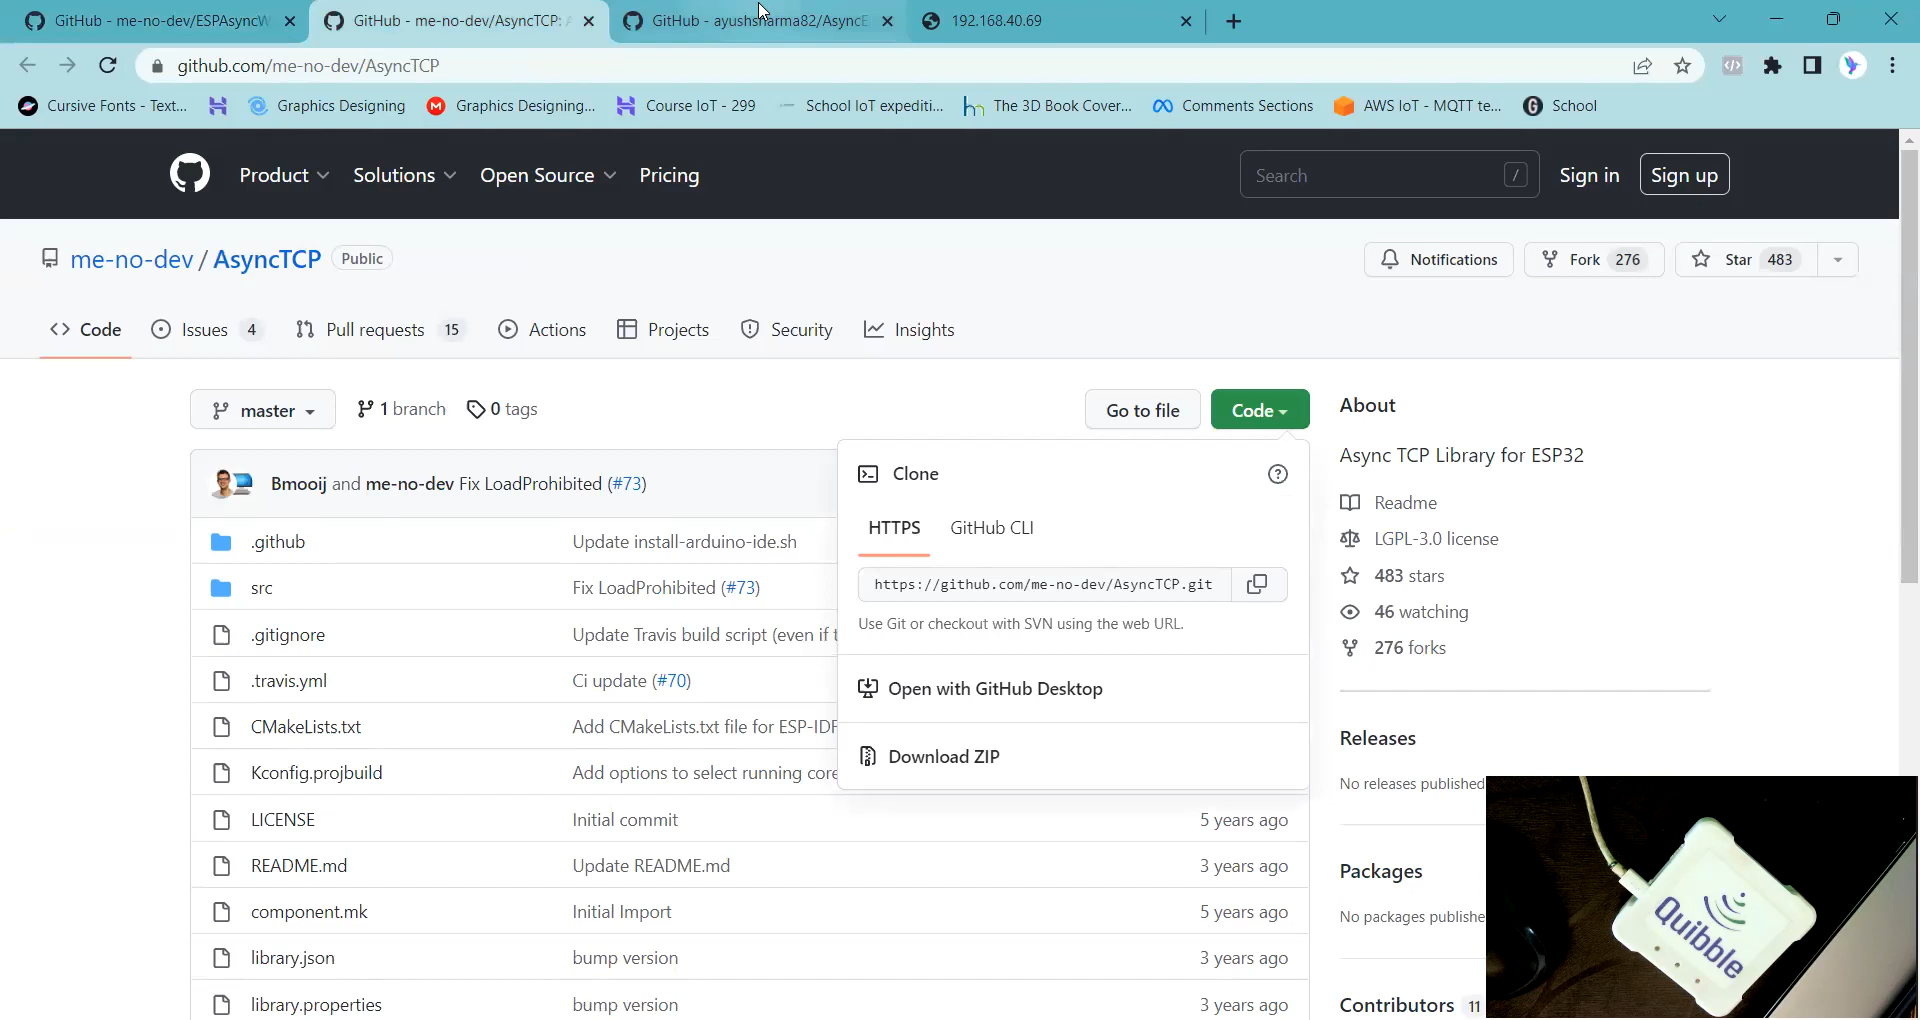 GitHub - me-no-dev/ESPAsyncW
GitHub - me-no-dev/AsyncTCP: A
GitHub - ayushsharma82/AsyncE
192.168.40.69
github.com/me-no-dev/AsyncTCP
Cursive Fonts - Text...
Graphics Designing
Graphics Designing...
Course IoT - 299
School IoT expediti...
The 3D Book Cover...
Comments Sections
AWS IoT - MQTT te...
School
Product
Solutions
Open Source
Pricing
Search /
Sign in
Sign up
me-no-dev / AsyncTCP Public
Notifications
Fork 276
Star 483
Code
Issues 4
Pull requests 15
Actions
Projects
Security
Insights
master
1 branch
0 tags
Go to file
Code
Bmooij and me-no-dev Fix LoadProhibited (#73)
.github Update install-arduino-ide.sh
src Fix LoadProhibited (#73)
.gitignore Update Travis build script (even if t
.travis.yml Ci update (#70)
CMakeLists.txt Add CMakeLists.txt file for ESP-IDF
Kconfig.projbuild Add options to select running core
LICENSE Initial commit 5 years ago
README.md Update README.md 3 years ago
component.mk Initial Import 5 years ago
library.json bump version 3 years ago
library.properties bump version 3 years ago
Clone
HTTPS GitHub CLI
https://github.com/me-no-dev/AsyncTCP.git
Use Git or checkout with SVN using the web URL.
Open with GitHub Desktop
Download ZIP
About
Async TCP Library for ESP32
Readme
LGPL-3.0 license
483 stars
46 watching
276 forks
Releases
No releases published
Packages
No packages publishe
Contributors 11
Quibble